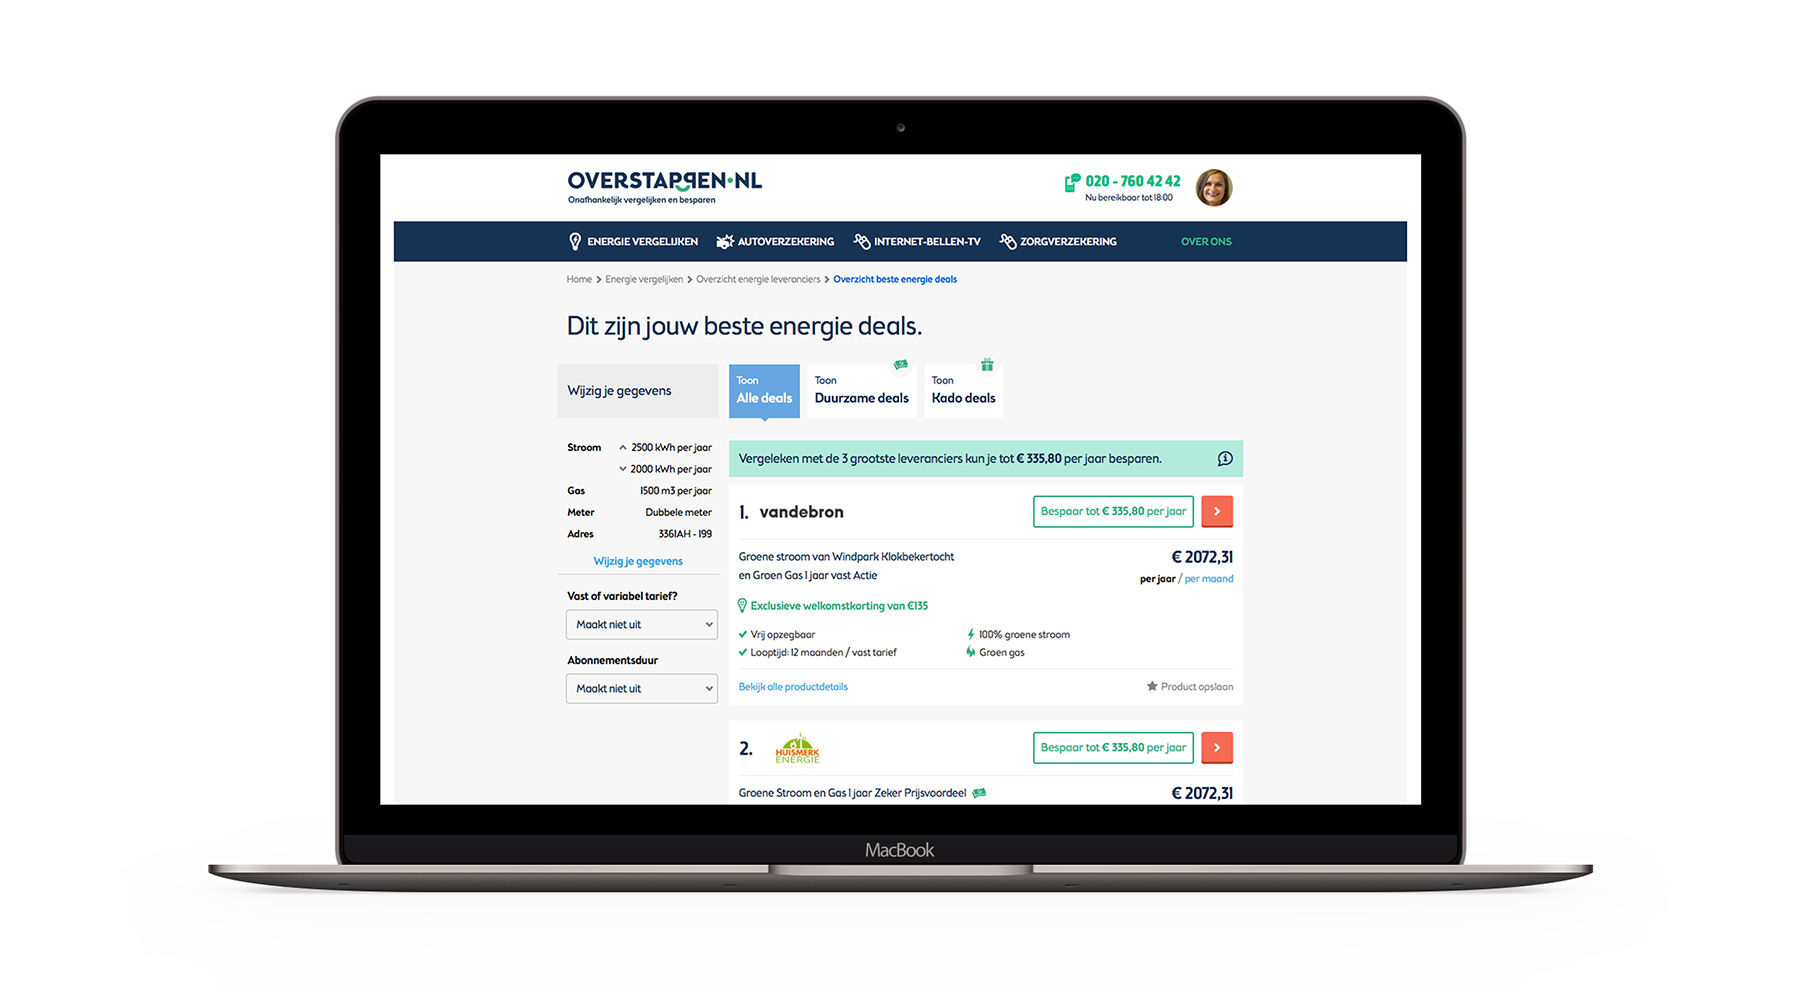 OVERSTAPPEN•NL
Onafhankelijk vergelijken en besparen
020 - 760 42 42
Nu bereikbaar tot 18:00
ENERGIE VERGELIJKEN
AUTOVERZEKERING
INTERNET-BELLEN-TV
ZORGVERZEKERING
OVER ONS
Home > Energie vergelijken > Overzicht energie leveranciers > Overzicht beste energie deals
Dit zijn jouw beste energie deals.
Wijzig je gegevens
Toon
Alle deals
Toon
Duurzame deals
Toon
Kado deals
Stroom 2500 kWh per jaar
2000 kWh per jaar
Gas 1500 m3 per jaar
Meter Dubbele meter
Adres 3361AH - 199
Wijzig je gegevens
Vast of variabel tarief?
Maakt niet uit
Abonnementsduur
Maakt niet uit
Vergeleken met de 3 grootste leveranciers kun je tot € 335,80 per jaar besparen.
1. vandebron
Bespaar tot € 335,80 per jaar
Groene stroom van Windpark Klokbekertocht
en Groen Gas 1 jaar vast Actie
€ 2072,31
per jaar / per maand
Exclusieve welkomstkorting van €135
Vrij opzegbaar
100% groene stroom
Looptijd: 12 maanden / vast tarief
Groen gas
Bekijk alle productdetails
Product opslaan
2. HUISMERK
ENERGIE
Bespaar tot € 335,80 per jaar
Groene Stroom en Gas 1 jaar Zeker Prijsvoordeel
€ 2072,31
MacBook